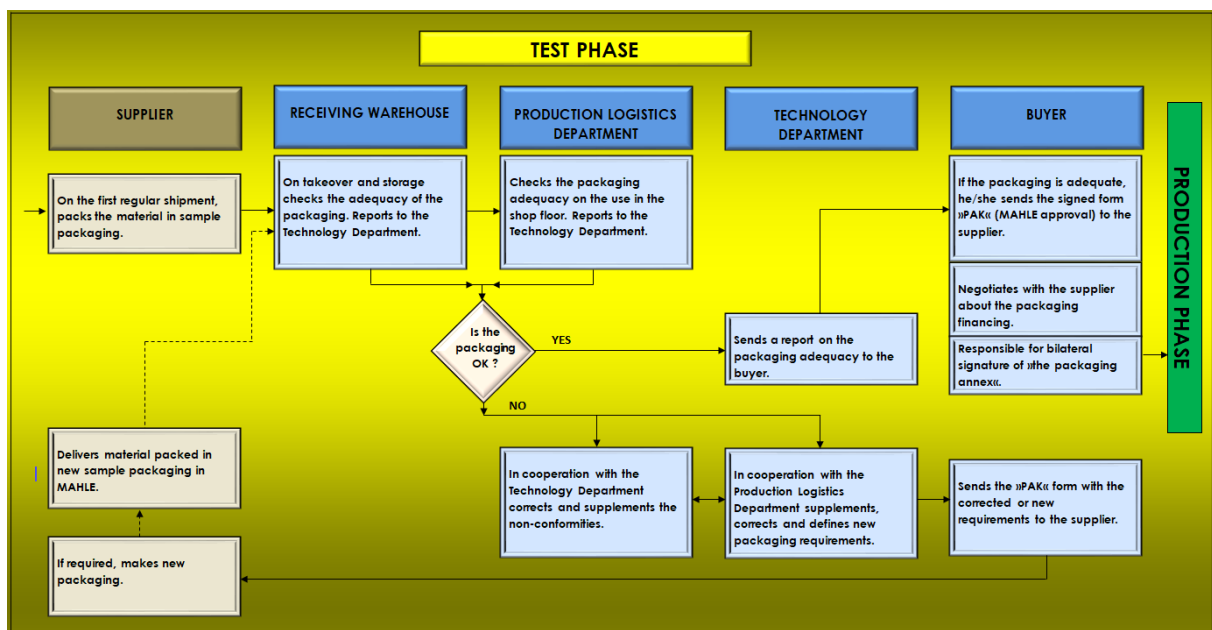 TEST PHASE
SUPPLIER
RECEIVING WAREHOUSE
PRODUCTION LOGISTICS
DEPARTMENT
TECHNOLOGY
DEPARTMENT
BUYER
PRODUCTION PHASE
On the first regular shipment,
packs the material in sample
packaging.
On takeover and storage
checks the adequacy of the
packaging. Reports to the
Technology Department.
Checks the packaging
adequacy on the use in the
shop floor. Reports to the
Technology Department.
If the packaging is adequate,
he/she sends the signed form
»PAK« (MAHLE approval) to the
supplier.
Negotiates with the supplier
about the packaging
financing.
Responsible for bilateral
signature of »the packaging
annex«.
Is the
packaging
OK ?
YES
Sends a report on the
packaging adequacy to the
buyer.
NO
Delivers material packed in
new sample packaging in
MAHLE.
In cooperation with the
Technology Department
corrects and supplements the
non-conformities.
In cooperation with the
Production Logistics
Department supplements,
corrects and defines new
packaging requirements.
Sends the »PAK« form with the
corrected or new
requirements to the supplier.
If required, makes new
packaging.